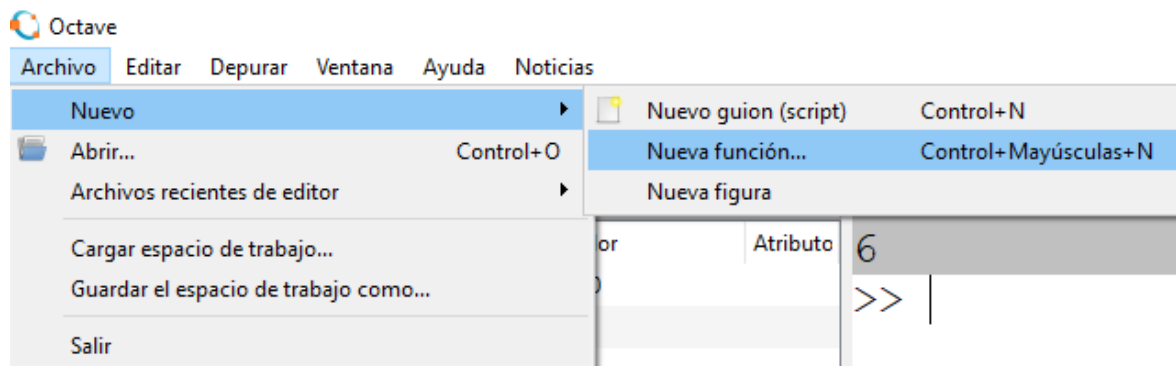 Octave
Archivo Editar Depurar Ventana Ayuda Noticias
Nuevo
Nuevo guion (script) Control+N
Abrir... Control+O
Nueva función... Control+Mayúsculas+N
Archivos recientes de editor
Nueva figura
Cargar espacio de trabajo...
or Atributo 6
Guardar el espacio de trabajo como...
>>
Salir